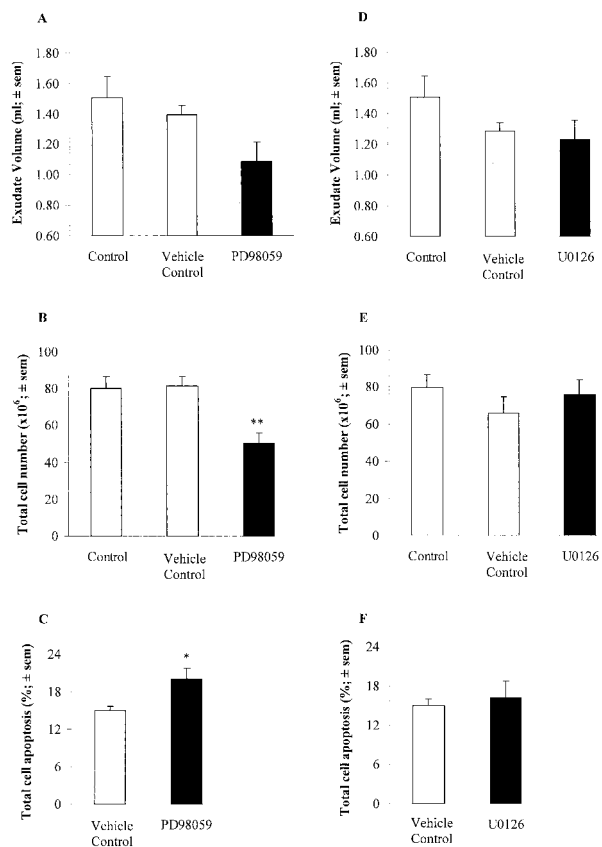 A
Exudate Volume (ml; ± sem)
1.80
1.60
1.40
1.20
1.00
0.80
0.60
Control
Vehicle
Control
PD98059
D
Exudate Volume (ml; ± sem)
1.80
1.60
1.40
1.20
1.00
0.80
0.60
Control
Vehicle
Control
U0126
B
Total cell number (x10⁶; ± sem)
100
80
60
40
20
0
**
Control
Vehicle
Control
PD98059
E
Total cell number (x10⁶; ± sem)
100
80
60
40
20
0
Control
Vehicle
Control
U0126
C
Total cell apoptosis (%; ± sem)
24
18
12
6
0
*
Vehicle
Control
PD98059
F
Total cell apoptosis (%; ± sem)
24
18
12
6
0
Vehicle
Control
U0126